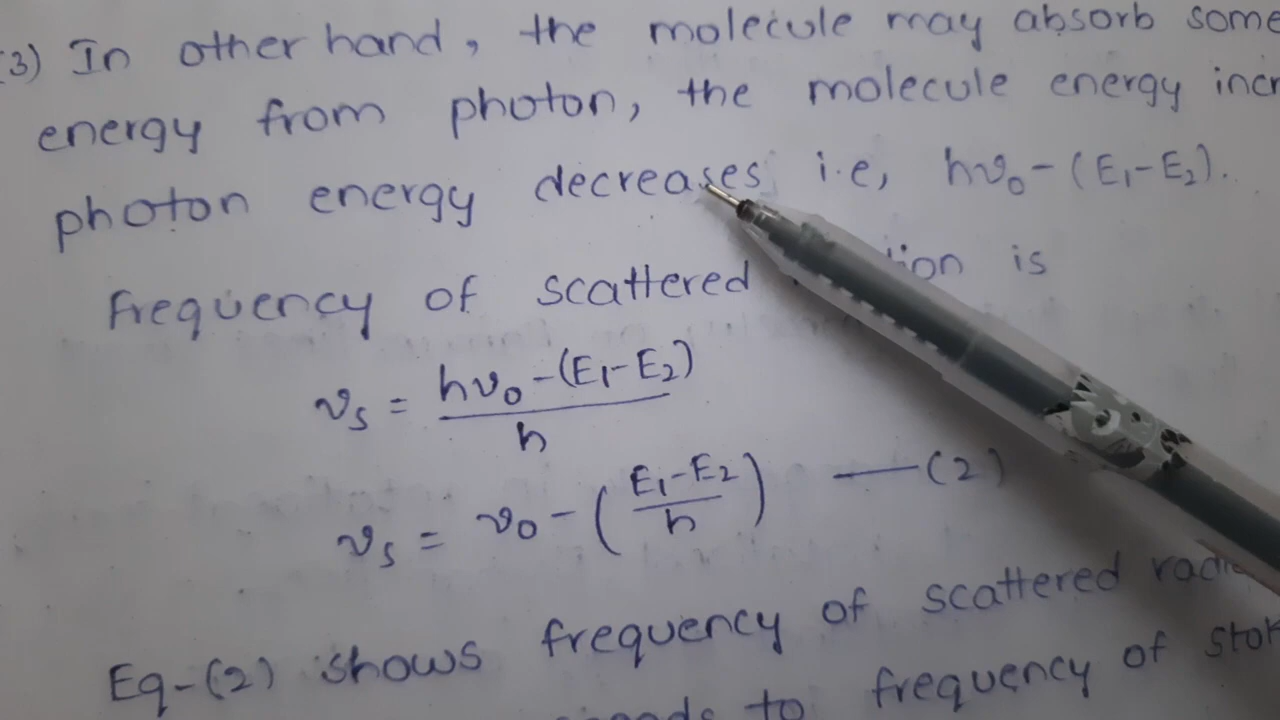 3) In other hand, the molecule may absorb some
energy from photon, the molecule energy incr
photon energy decreases i.e, hν₀-(E₁-E₂).
frequency of scattered is
νₛ = hν₀-(E₁-E₂) / h
νₛ = ν₀ - (E₁-E₂ / h) —(2)
Eq-(2) shows frequency of scattered
to frequency of